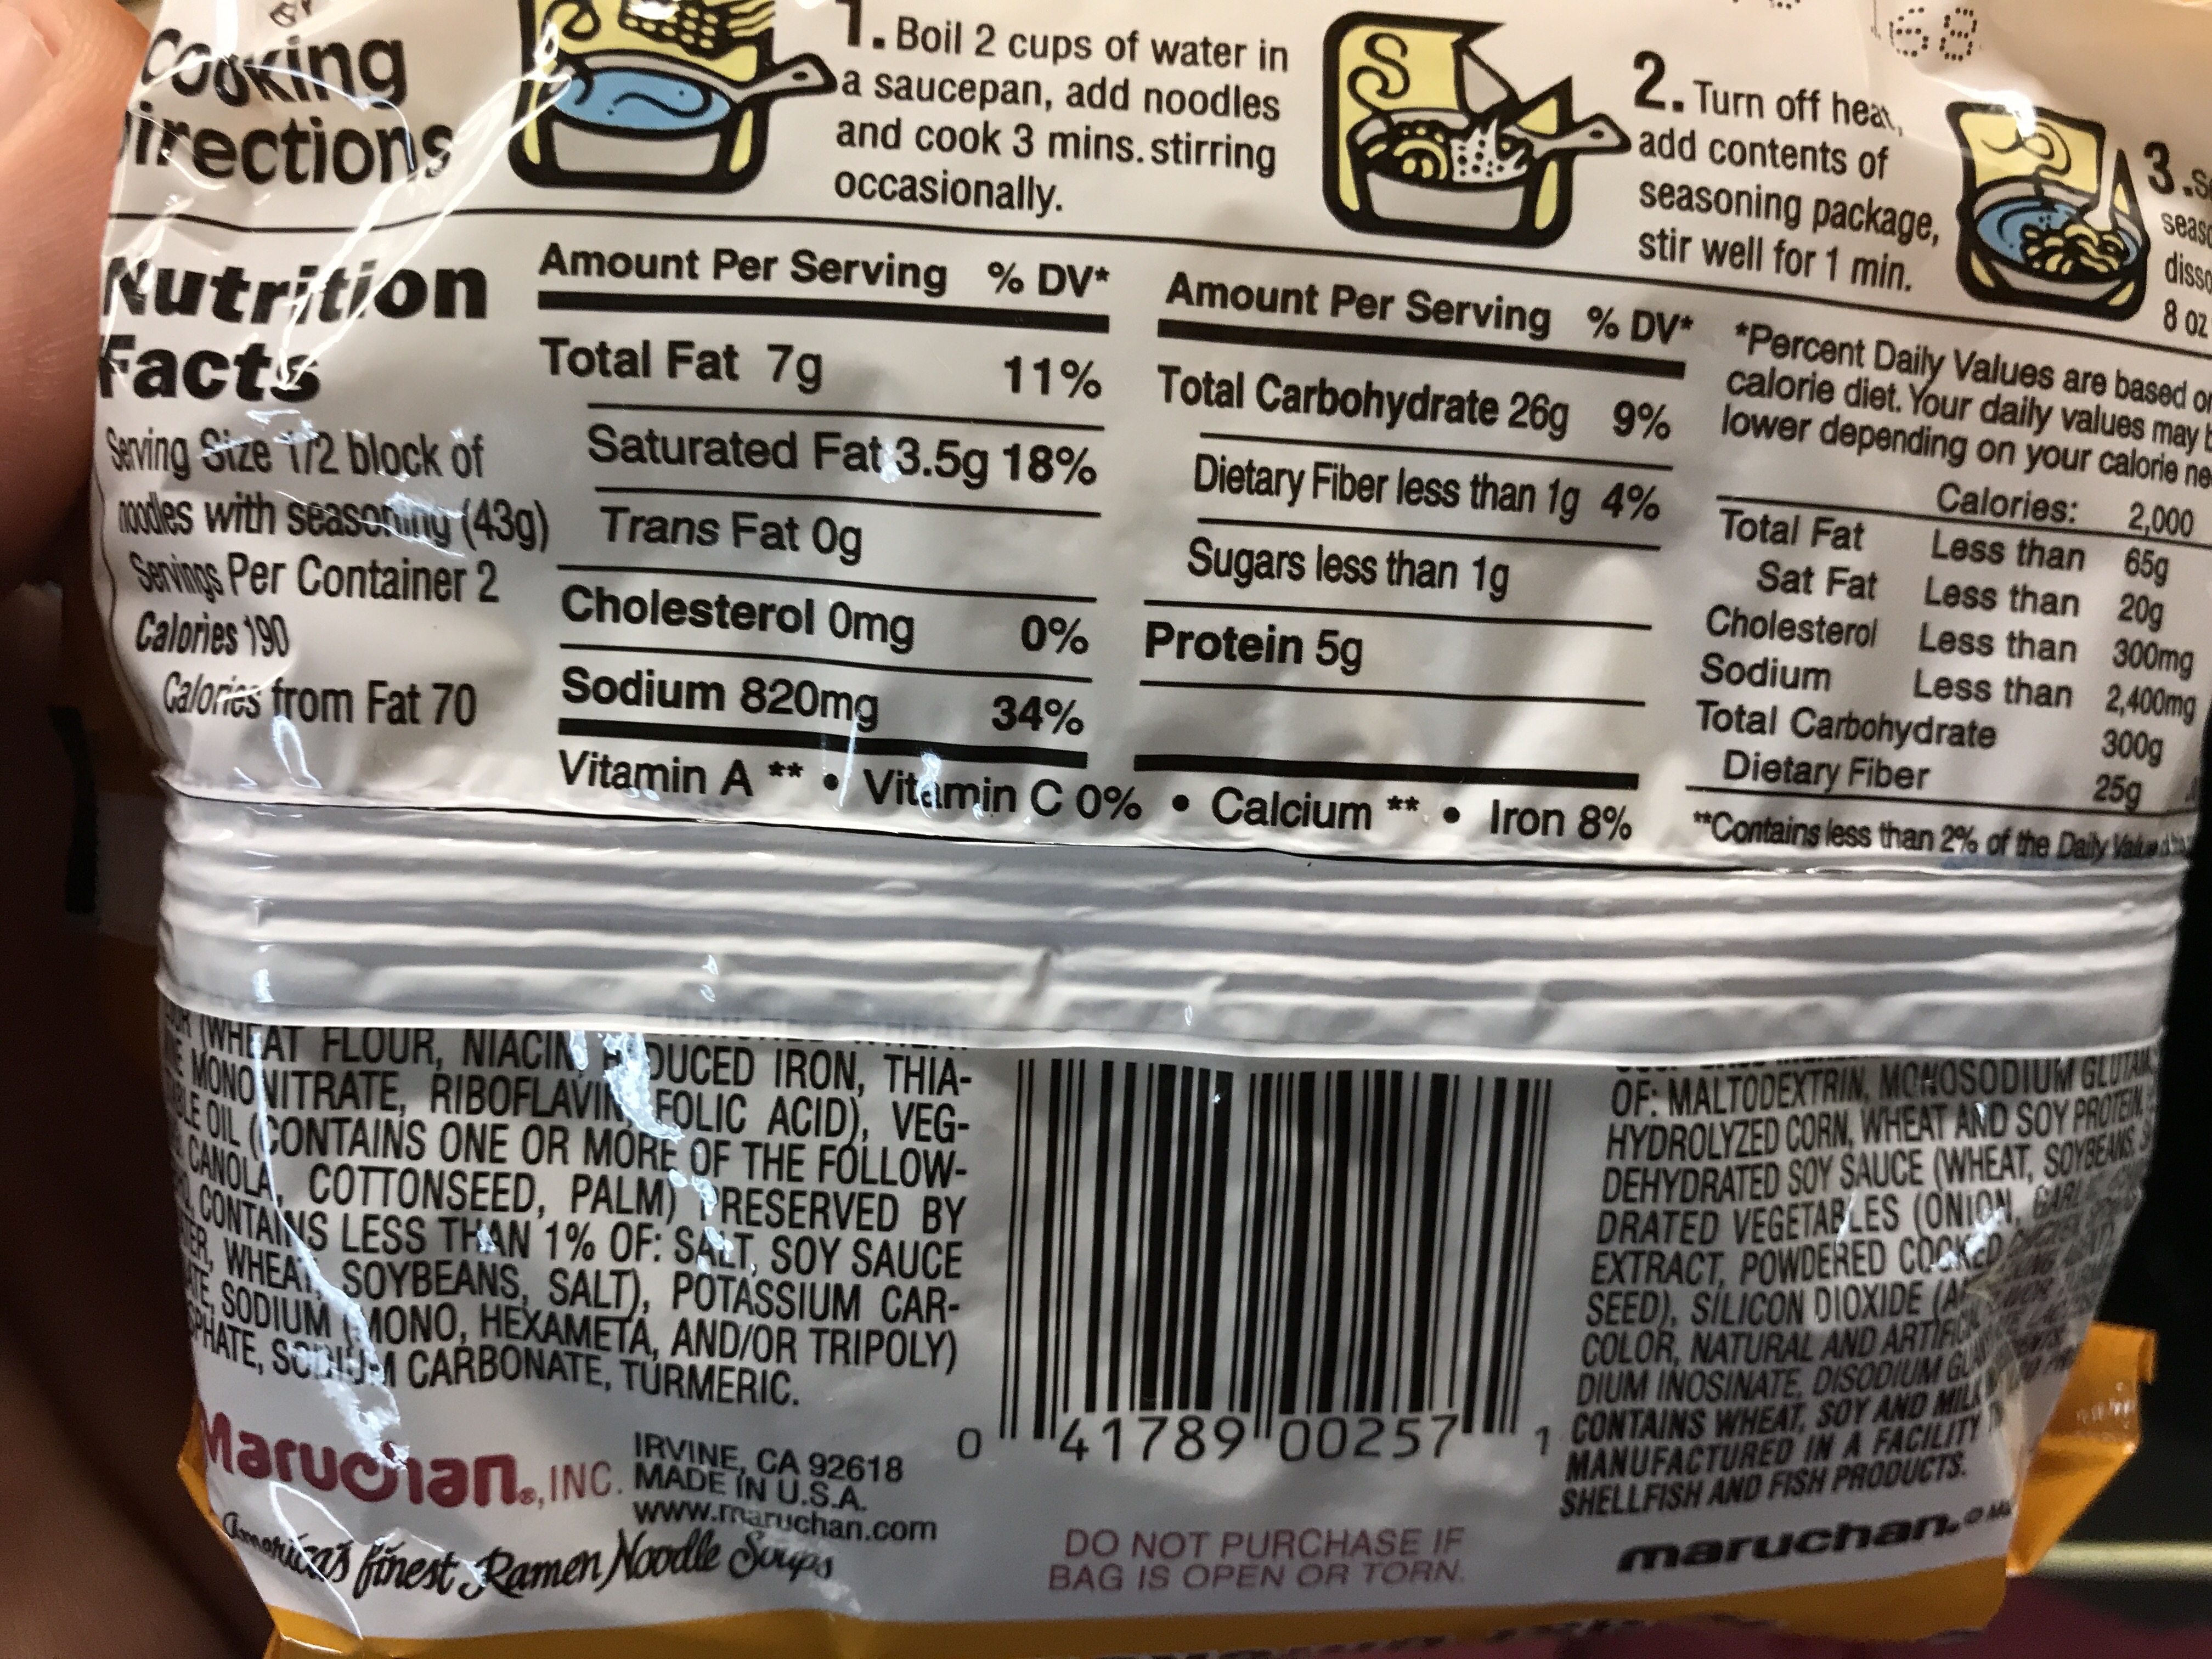 Cooking
Directions
1. Boil 2 cups of water in
a saucepan, add noodles
and cook 3 mins. stirring
occasionally.
2. Turn off heat,
add contents of
seasoning package,
stir well for 1 min.
3.
8 oz
Nutrition
Facts
Serving Size 1/2 block of
noodles with seasoning (43g)
Servings Per Container 2
Calories 190
Calories from Fat 70
Amount Per Serving % DV*
Total Fat 7g 11%
Saturated Fat 3.5g 18%
Trans Fat 0g
Cholesterol 0mg 0%
Sodium 820mg 34%
Amount Per Serving % DV*
Total Carbohydrate 26g 9%
Dietary Fiber less than 1g 4%
Sugars less than 1g
Protein 5g
Vitamin A ** • Vitamin C 0% • Calcium ** • Iron 8%
*Percent Daily Values are based
calorie diet. Your daily values may
lower depending on your calorie
Calories: 2,000
Total Fat Less than 65g
Sat Fat Less than 20g
Cholesterol Less than 300mg
Sodium Less than 2,400mg
Total Carbohydrate 300g
Dietary Fiber 25g
**Contains less than 2% of the Daily Value
(WHEAT FLOUR, NIACIN, REDUCED IRON, THIA-
MONONITRATE, RIBOFLAVIN, FOLIC ACID), VEG-
OIL (CONTAINS ONE OR MORE OF THE FOLLOW-
CANOLA, COTTONSEED, PALM) PRESERVED BY
CONTAINS LESS THAN 1% OF: SALT, SOY SAUCE
WHEAT, SOYBEANS, SALT), POTASSIUM CAR-
SODIUM (MONO, HEXAMETA, AND/OR TRIPOLY)
SODIUM CARBONATE, TURMERIC.
Maruchan®, INC.
IRVINE, CA 92618
MADE IN U.S.A.
www.maruchan.com
America's finest Ramen Noodle Soups
0 41789 00257 1
DO NOT PURCHASE IF
BAG IS OPEN OR TORN.
OF: MALTODEXTRIN, MONOSODIUM
HYDROLYZED CORN, WHEAT AND SOY PROTEIN,
DEHYDRATED SOY SAUCE (WHEAT, SOYBEANS,
DRATED VEGETABLES (ONION,
EXTRACT, POWDERED COOKED
SEED), SILICON DIOXIDE
COLOR, NATURAL AND
DIUM INOSINATE, DISODIUM
CONTAINS WHEAT, SOY AND MILK
MANUFACTURED IN A FACILITY
SHELLFISH AND FISH PRODUCTS.
maruchan.